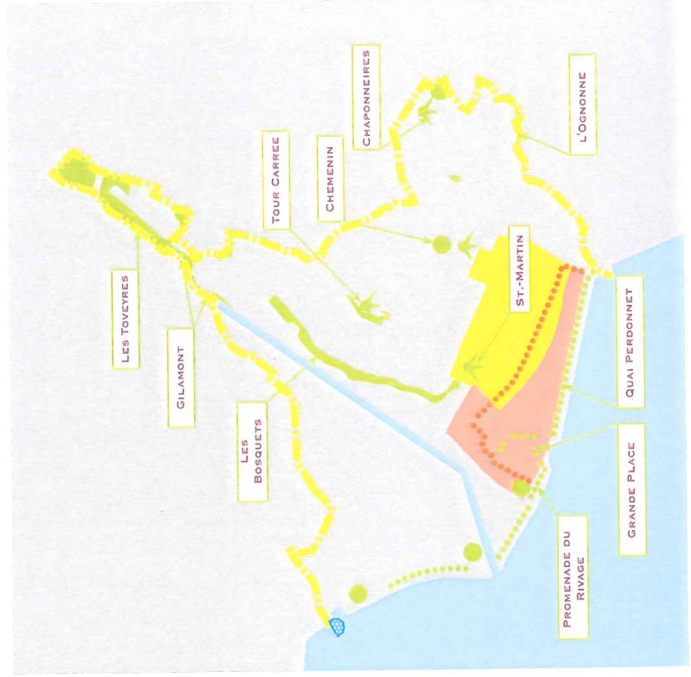 LES TOVEYRES
GILAMONT
LES
BOSQUETS
TOUR CARREE
CHEMENIN
CHAPONNEIRES
L'OGNONNE
ST.-MARTIN
QUAI PERDONNET
GRANDE PLACE
PROMENADE DU
RIVAGE